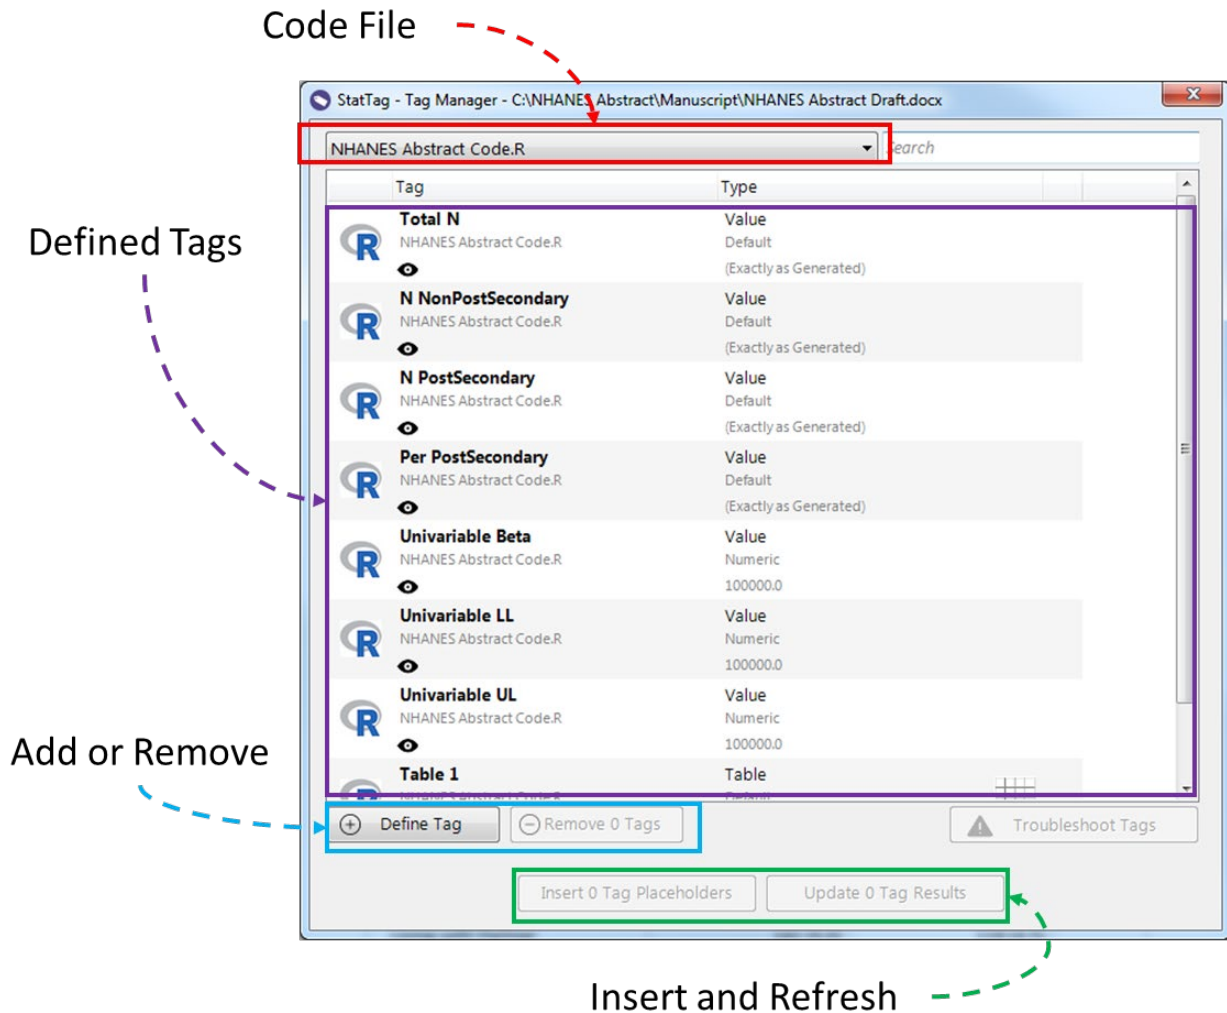 Code File
StatTag - Tag Manager - C:\NHANES Abstract\Manuscript\NHANES Abstract Draft.docx
NHANES Abstract Code.R
Search
Tag Type
Defined Tags
Total N Value
NHANES Abstract Code.R Default
(Exactly as Generated)
N NonPostSecondary Value
NHANES Abstract Code.R Default
(Exactly as Generated)
N PostSecondary Value
NHANES Abstract Code.R Default
(Exactly as Generated)
Per PostSecondary Value
NHANES Abstract Code.R Default
(Exactly as Generated)
Univariable Beta Value
NHANES Abstract Code.R Numeric
100000.0
Univariable LL Value
NHANES Abstract Code.R Numeric
100000.0
Univariable UL Value
NHANES Abstract Code.R Numeric
100000.0
Add or Remove
Table 1 Table
NHANES Abstract Code.R Default
Define Tag
Remove 0 Tags
Troubleshoot Tags
Insert 0 Tag Placeholders
Update 0 Tag Results
Insert and Refresh